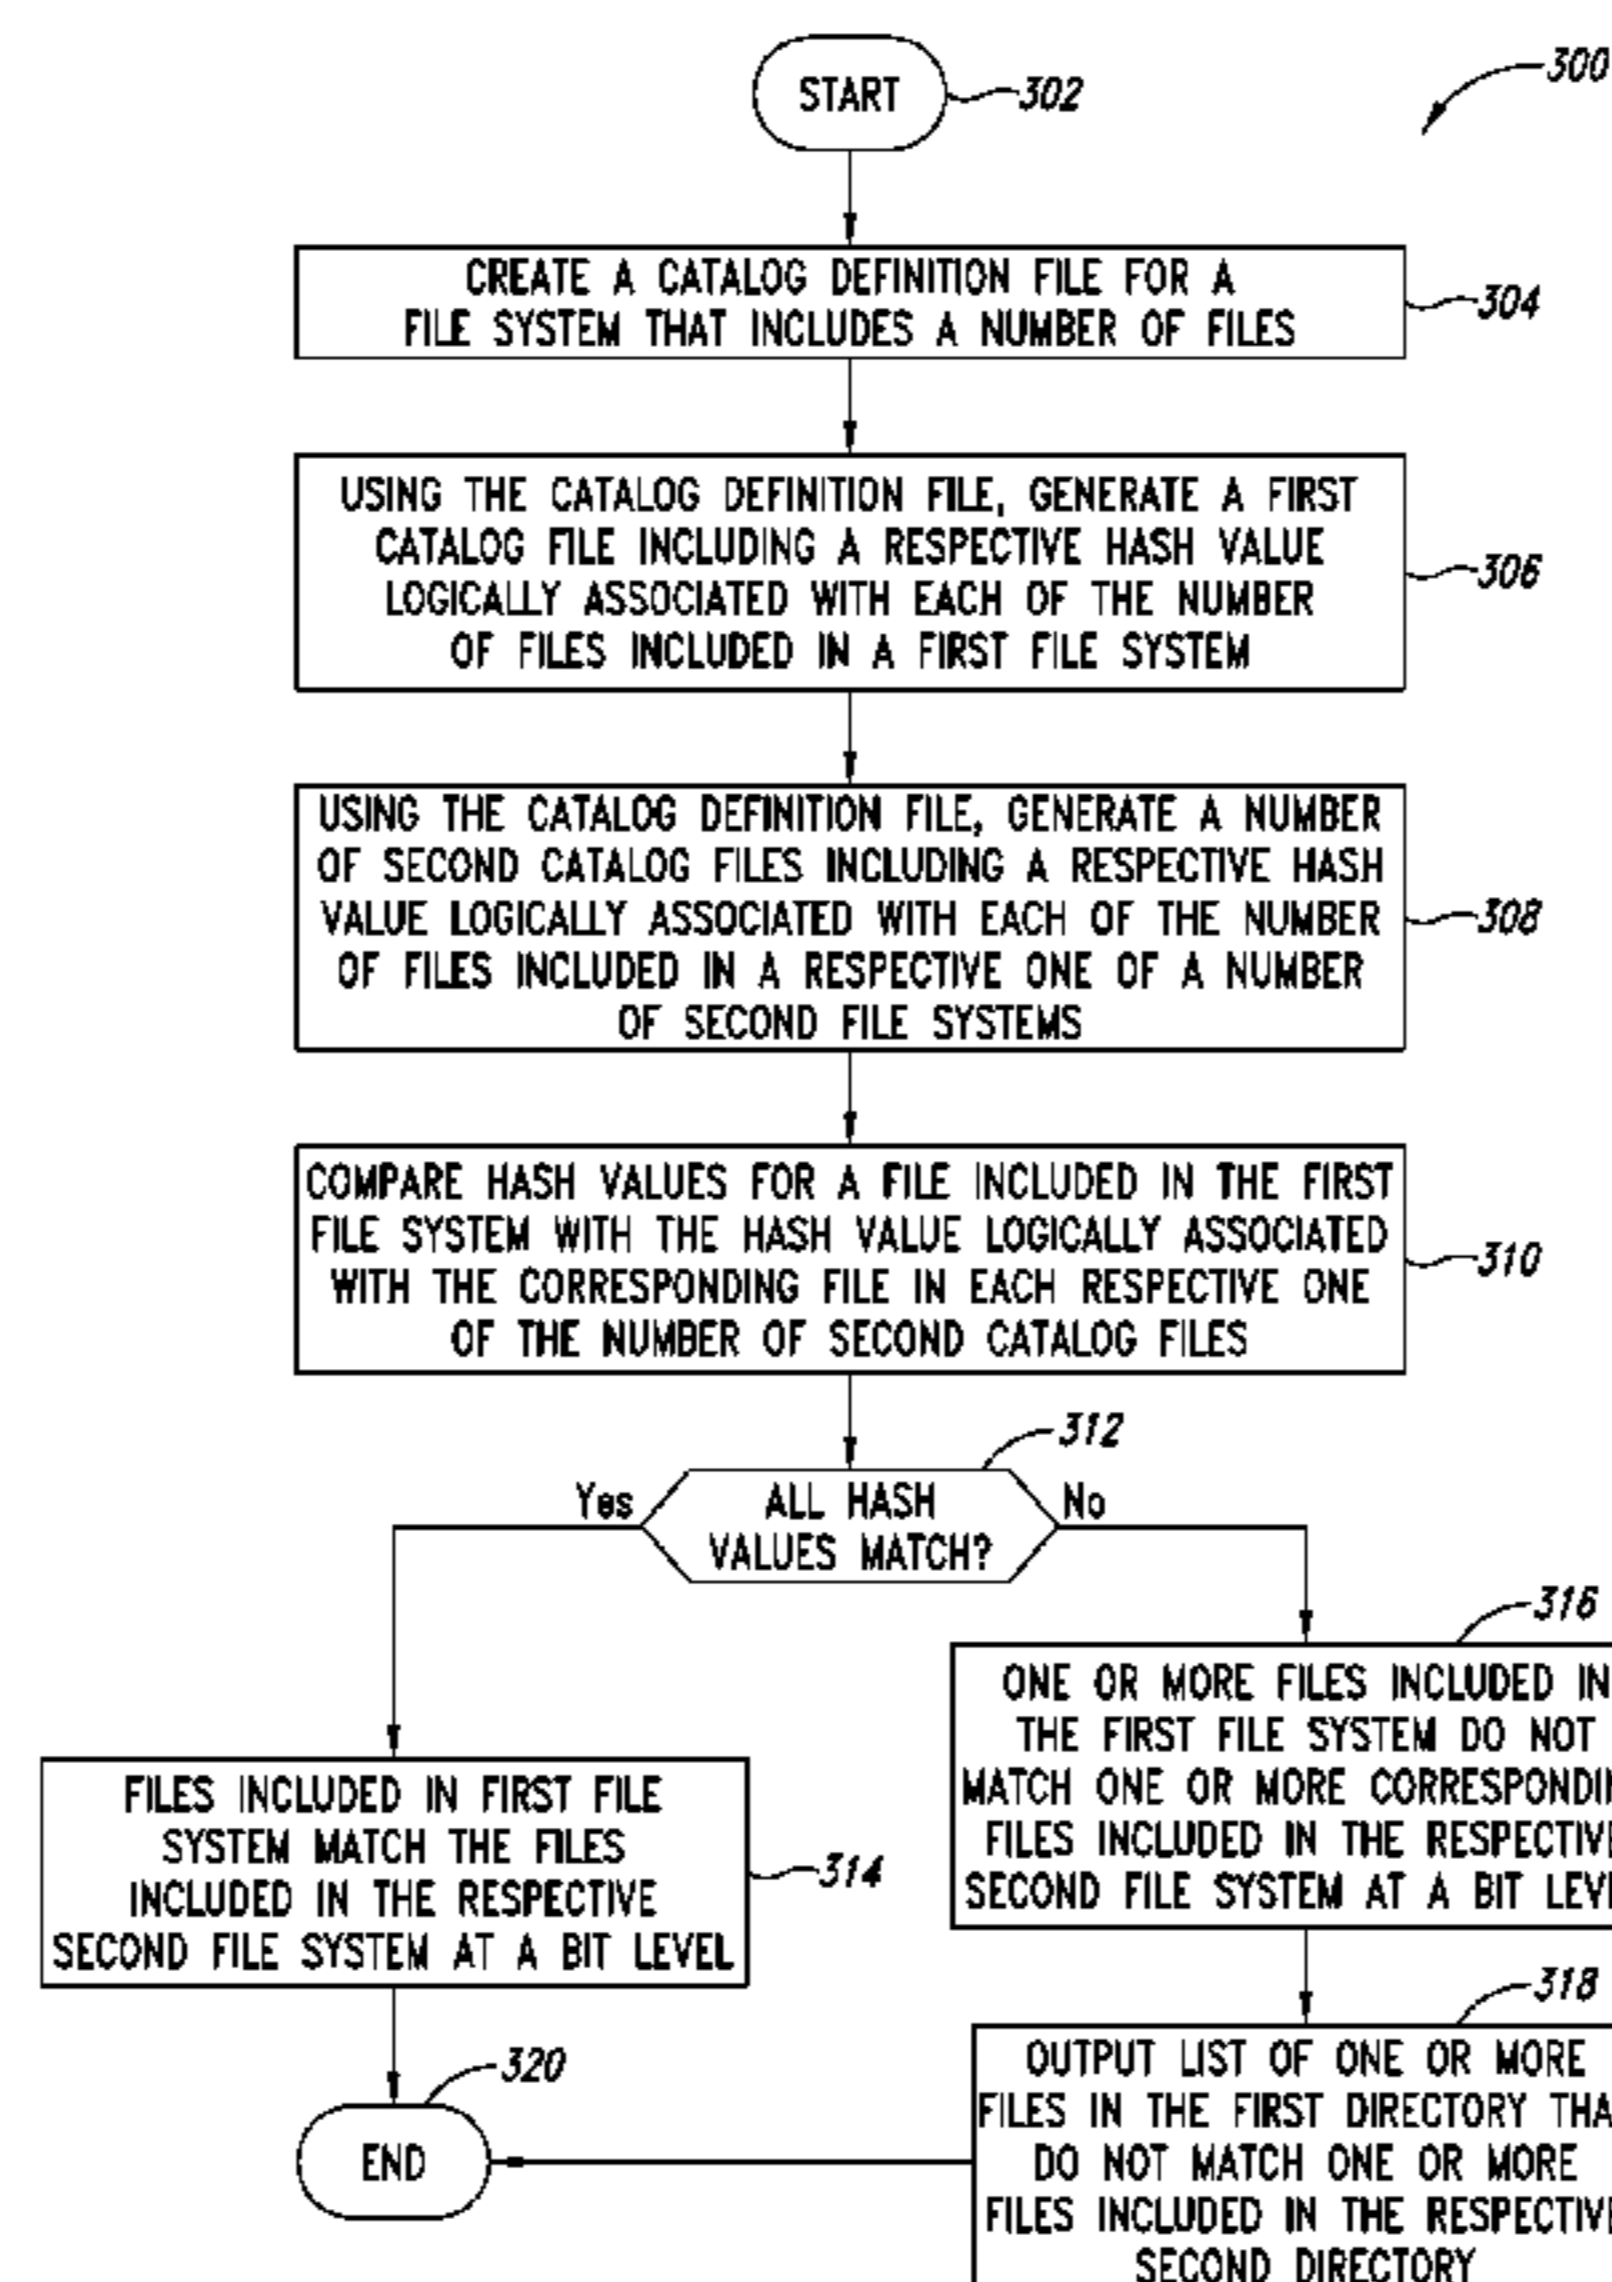 300
START
302
CREATE A CATALOG DEFINITION FILE FOR A
FILE SYSTEM THAT INCLUDES A NUMBER OF FILES
304
USING THE CATALOG DEFINITION FILE, GENERATE A FIRST
CATALOG FILE INCLUDING A RESPECTIVE HASH VALUE
LOGICALLY ASSOCIATED WITH EACH OF THE NUMBER
OF FILES INCLUDED IN A FIRST FILE SYSTEM
306
USING THE CATALOG DEFINITION FILE, GENERATE A NUMBER
OF SECOND CATALOG FILES INCLUDING A RESPECTIVE HASH
VALUE LOGICALLY ASSOCIATED WITH EACH OF THE NUMBER
OF FILES INCLUDED IN A RESPECTIVE ONE OF A NUMBER
OF SECOND FILE SYSTEMS
308
COMPARE HASH VALUES FOR A FILE INCLUDED IN THE FIRST
FILE SYSTEM WITH THE HASH VALUE LOGICALLY ASSOCIATED
WITH THE CORRESPONDING FILE IN EACH RESPECTIVE ONE
OF THE NUMBER OF SECOND CATALOG FILES
310
312
Yes
ALL HASH
VALUES MATCH?
No
316
ONE OR MORE FILES INCLUDED IN
THE FIRST FILE SYSTEM DO NOT
MATCH ONE OR MORE
FILES INCLUDED IN THE
SECOND FILE SYSTEM AT A BIT
FILES INCLUDED IN FIRST FILE
SYSTEM MATCH THE FILES
INCLUDED IN THE RESPECTIVE
SECOND FILE SYSTEM AT A BIT LEVEL
314
318
OUTPUT LIST OF ONE OR MORE
FILES IN THE FIRST DIRECTORY
DO NOT MATCH ONE OR MORE
FILES INCLUDED IN THE
SECOND DIRECTORY
320
END